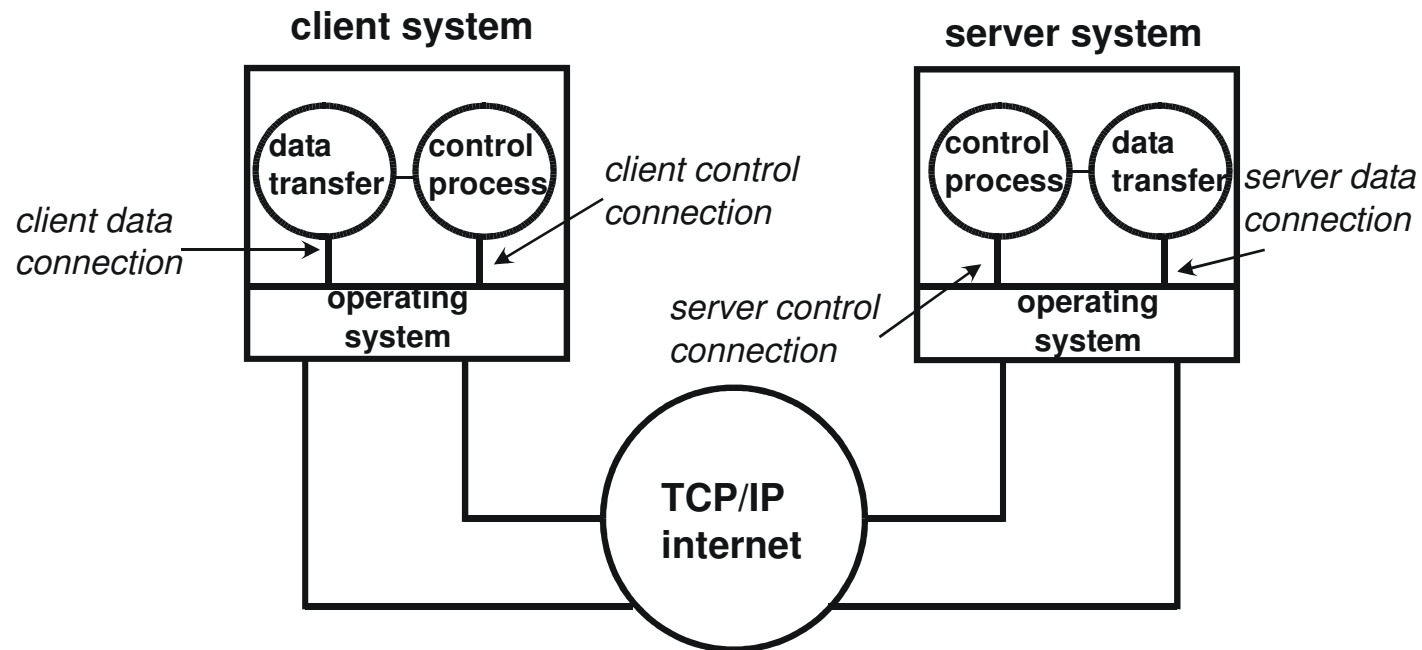 client system
server system
data
transfer
control
process
client control
connection
client data
connection
operating
system
control
process
data
transfer
server data
connection
server control
connection
operating
system
TCP/IP
internet